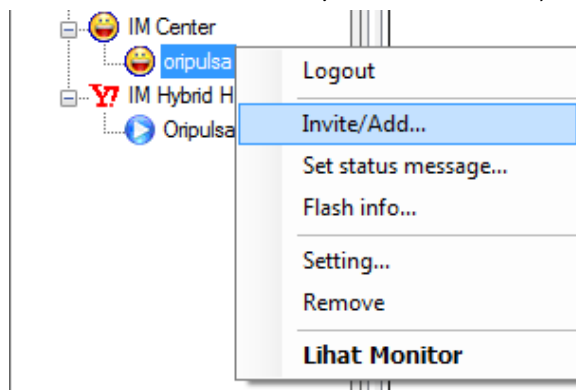 IM Center
oripulsa
IM Hybrid H
Oripulsa
Logout
Invite/Add...
Set status message...
Flash info...
Setting...
Remove
Lihat Monitor